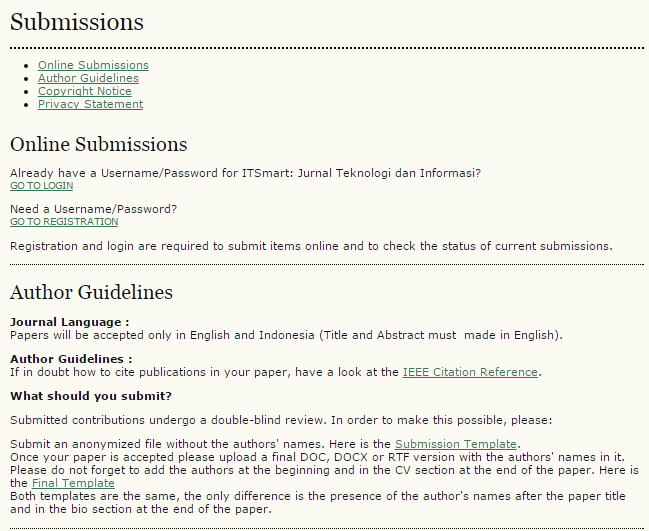 Submissions
Online Submissions
Author Guidelines
Copyright Notice
Privacy Statement
Online Submissions
Already have a Username/Password for ITSmart: Jurnal Teknologi dan Informasi?
GO TO LOGIN
Need a Username/Password?
GO TO REGISTRATION
Registration and login are required to submit items online and to check the status of current submissions.
Author Guidelines
Journal Language :
Papers will be accepted only in English and Indonesia (Title and Abstract must  made in English).
Author Guidelines :
If in doubt how to cite publications in your paper, have a look at the IEEE Citation Reference.
What should you submit?
Submitted contributions undergo a double-blind review. In order to make this possible, please:
Submit an anonymized file without the authors' names. Here is the Submission Template.
Once your paper is accepted please upload a final DOC, DOCX or RTF version with the authors' names in it.
Please do not forget to add the authors at the beginning and in the CV section at the end of the paper. Here is
the Final Template
Both templates are the same, the only difference is the presence of the author's names after the paper title
and in the bio section at the end of the paper.